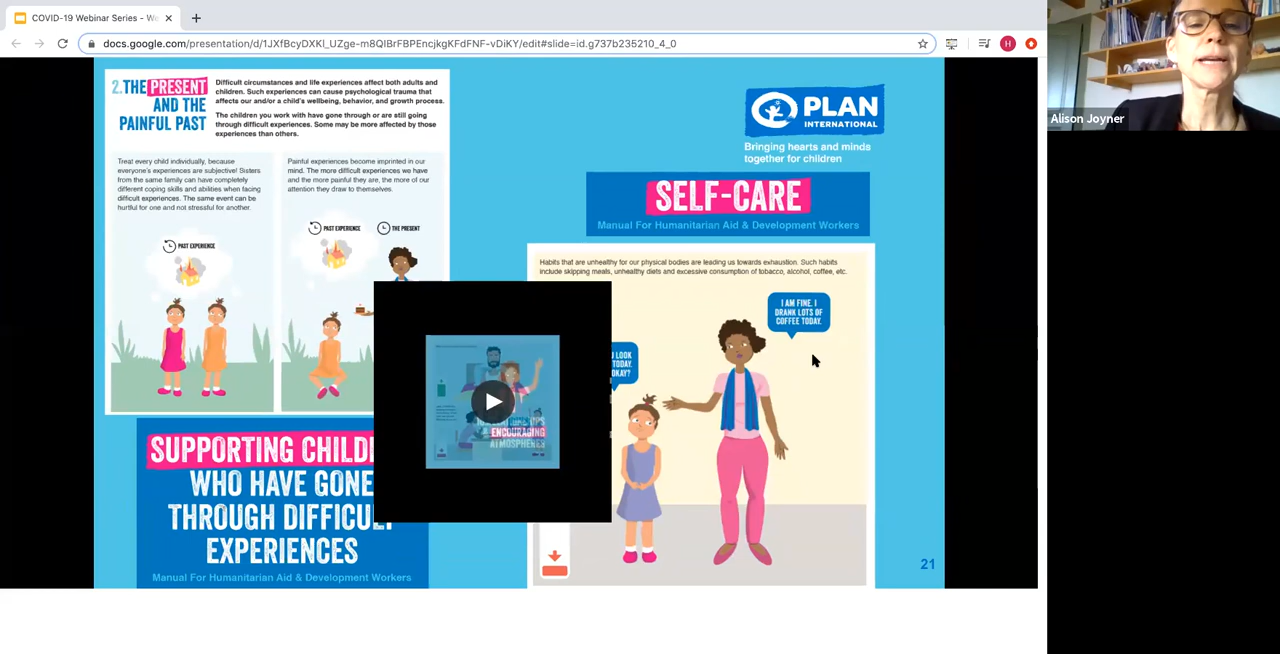 COVID-19 Webinar Series - We
docs.google.com/presentation/d/1JXfBcyDXKl_UZge-m8QlBrFBPEncjkgKFdFNF-vDiKY/edit#slide=id.g737b235210_4_0
H
Alison Joyner
2.THE PRESENT
AND THE
PAINFUL PAST
Difficult circumstances and life experiences affect both adults and
children. Such experiences can cause psychological trauma that
affects our and/or a child's wellbeing, behavior, and growth process.
The children you work with have gone through or are still going
through difficult experiences. Some may be more affected by those
experiences than others.
Treat every child individually, because
everyone's experiences are subjective! Sisters
from the same family can have completely
different coping skills and abilities when facing
difficult experiences. The same event can be
hurtful for one and not stressful for another.
PAST EXPERIENCE
Painful experiences become imprinted in our
mind. The more difficult experiences we have
and the more painful they are, the more of our
attention they draw to themselves.
PAST EXPERIENCE
THE PRESENT
SUPPORTING CHILD
WHO HAVE GONE
THROUGH DIFFICUL
EXPERIENCES
Manual For Humanitarian Aid & Development Workers
ENCOURAGING
ATMOSPHERE
PLAN
INTERNATIONAL
Bringing hearts and minds
together for children
SELF-CARE
Manual For Humanitarian Aid & Development Workers
Habits that are unhealthy for our physical bodies are leading us towards exhaustion. Such habits
include skipping meals, unhealthy diets and excessive consumption of tobacco, alcohol, coffee, etc.
LOOK
TODAY.
OKAY?
I AM FINE. I
DRANK LOTS OF
COFFEE TODAY.
21